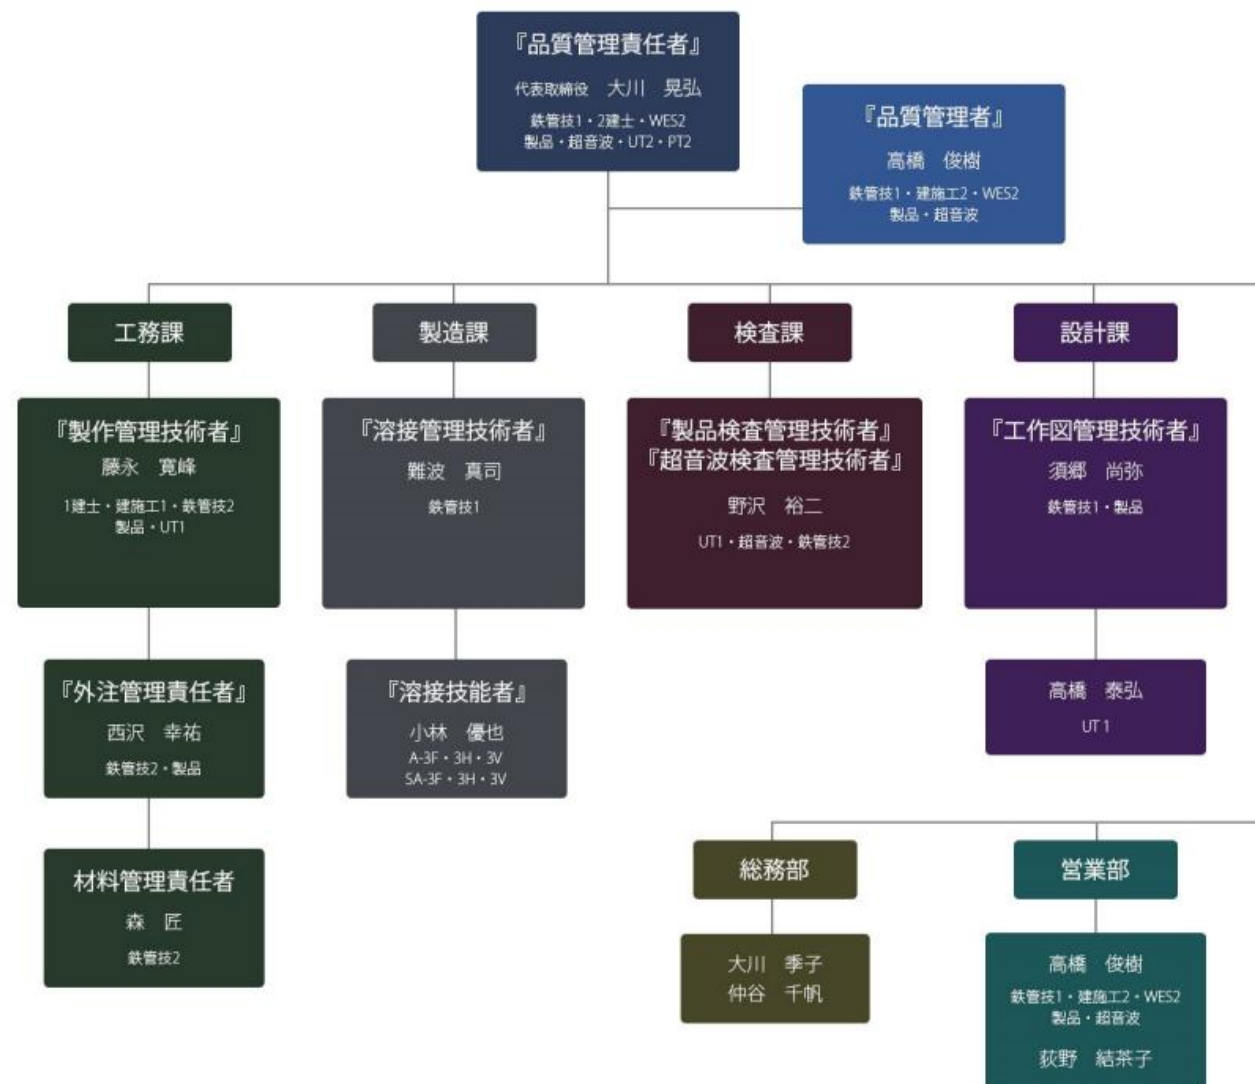 『品質管理責任者』
代表取締役　大川　晃弘
鉄管技1・2建士・WES2
製品・超音波・UT2・PT2
『品質管理者』
高橋　俊樹
鉄管技1・建施工2・WES2
製品・超音波
工務課
『製作管理技術者』
藤永　寛峰
1建士・建施工1・鉄管技2
製品・UT1
『外注管理責任者』
西沢　幸祐
鉄管技2・製品
材料管理責任者
森　匠
鉄管技2
製造課
『溶接管理技術者』
難波　真司
鉄管技1
『溶接技能者』
小林　優也
A-3F・3H・3V
SA-3F・3H・3V
検査課
『製品検査管理技術者』
『超音波検査管理技術者』
野沢　裕二
UT1・超音波・鉄管技2
設計課
『工作図管理技術者』
須郷　尚弥
鉄管技1・製品
高橋　泰弘
UT 1
総務部
大川　季子
仲谷　千帆
営業部
高橋　俊樹
鉄管技1・建施工2・WES2
製品・超音波
荻野　結茶子